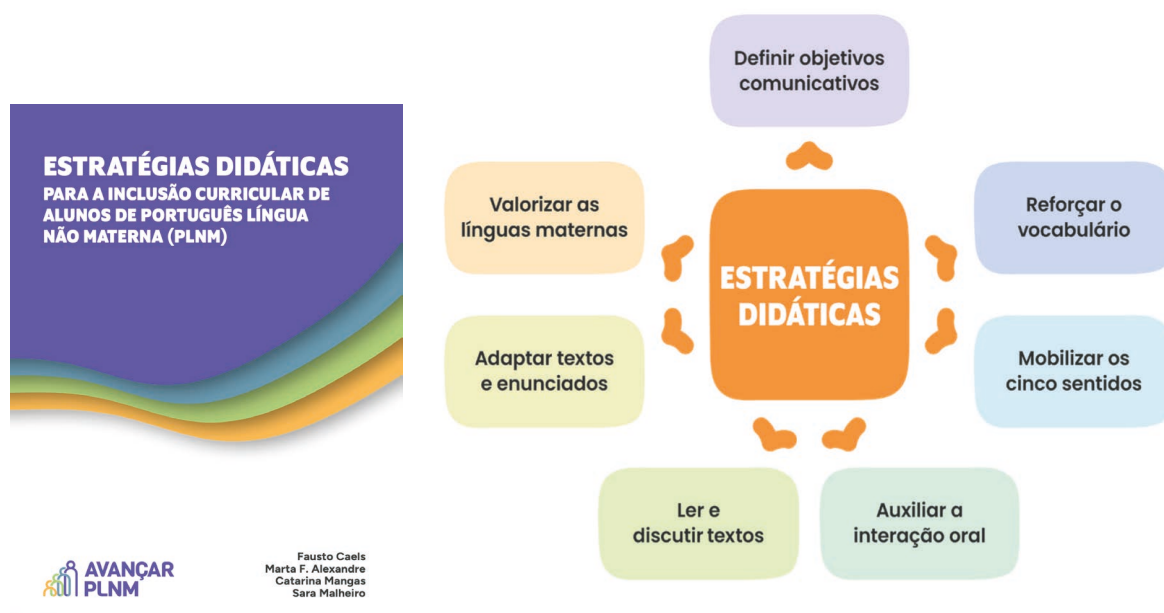 ESTRATÉGIAS DIDÁTICAS
PARA A INCLUSÃO CURRICULAR DE
ALUNOS DE PORTUGUÊS LÍNGUA
NÃO MATERNA (PLNM)
AVANÇAR
PLNM
Fausto Caels
Marta F. Alexandre
Catarina Mangas
Sara Malheiro
Definir objetivos
comunicativos
Valorizar as
línguas maternas
Reforçar o
vocabulário
ESTRATÉGIAS
DIDÁTICAS
Adaptar textos
e enunciados
Mobilizar os
cinco sentidos
Ler e
discutir textos
Auxiliar a
interação oral